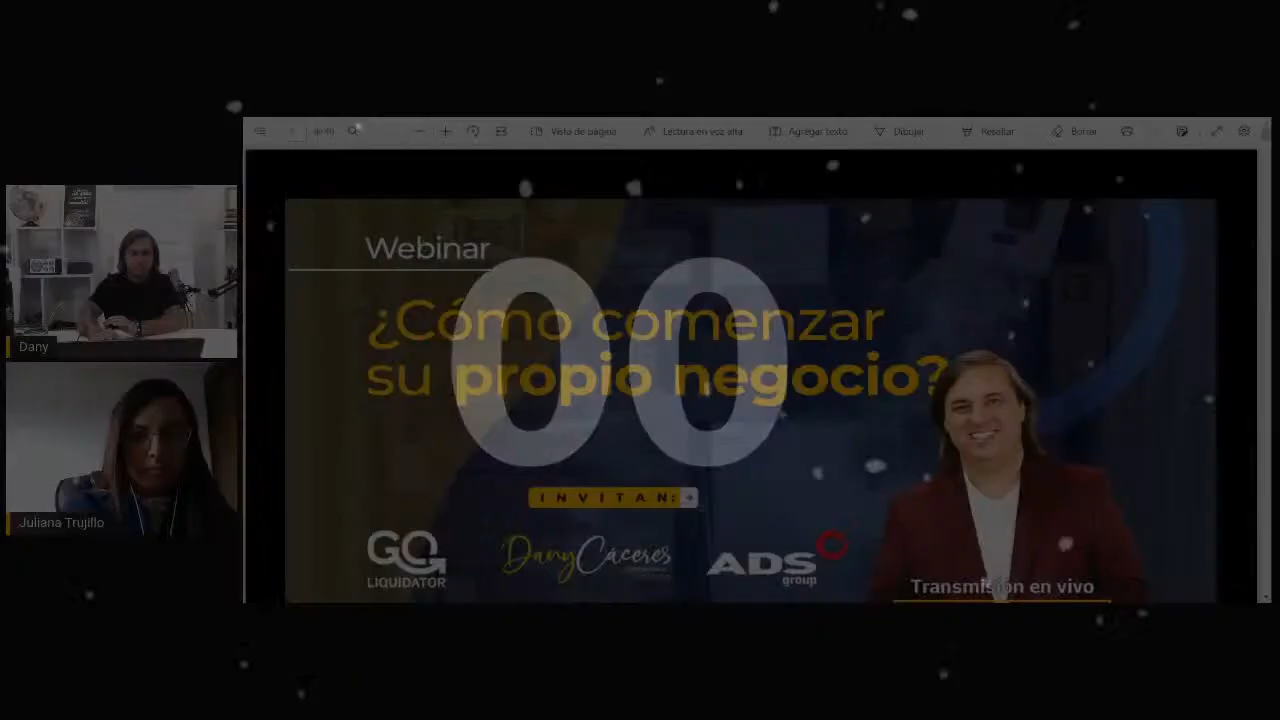 Vista de página
Lectura en voz alta
Agregar texto
Dibujar
Resaltar
Borrar
Webinar
00
¿Cómo comenzar
su propio negocio?
INVITAN:
GO
LIQUIDATOR
Dany Cáceres
ADS
group
Transmisión en vivo
Dany
Juliana Trujillo